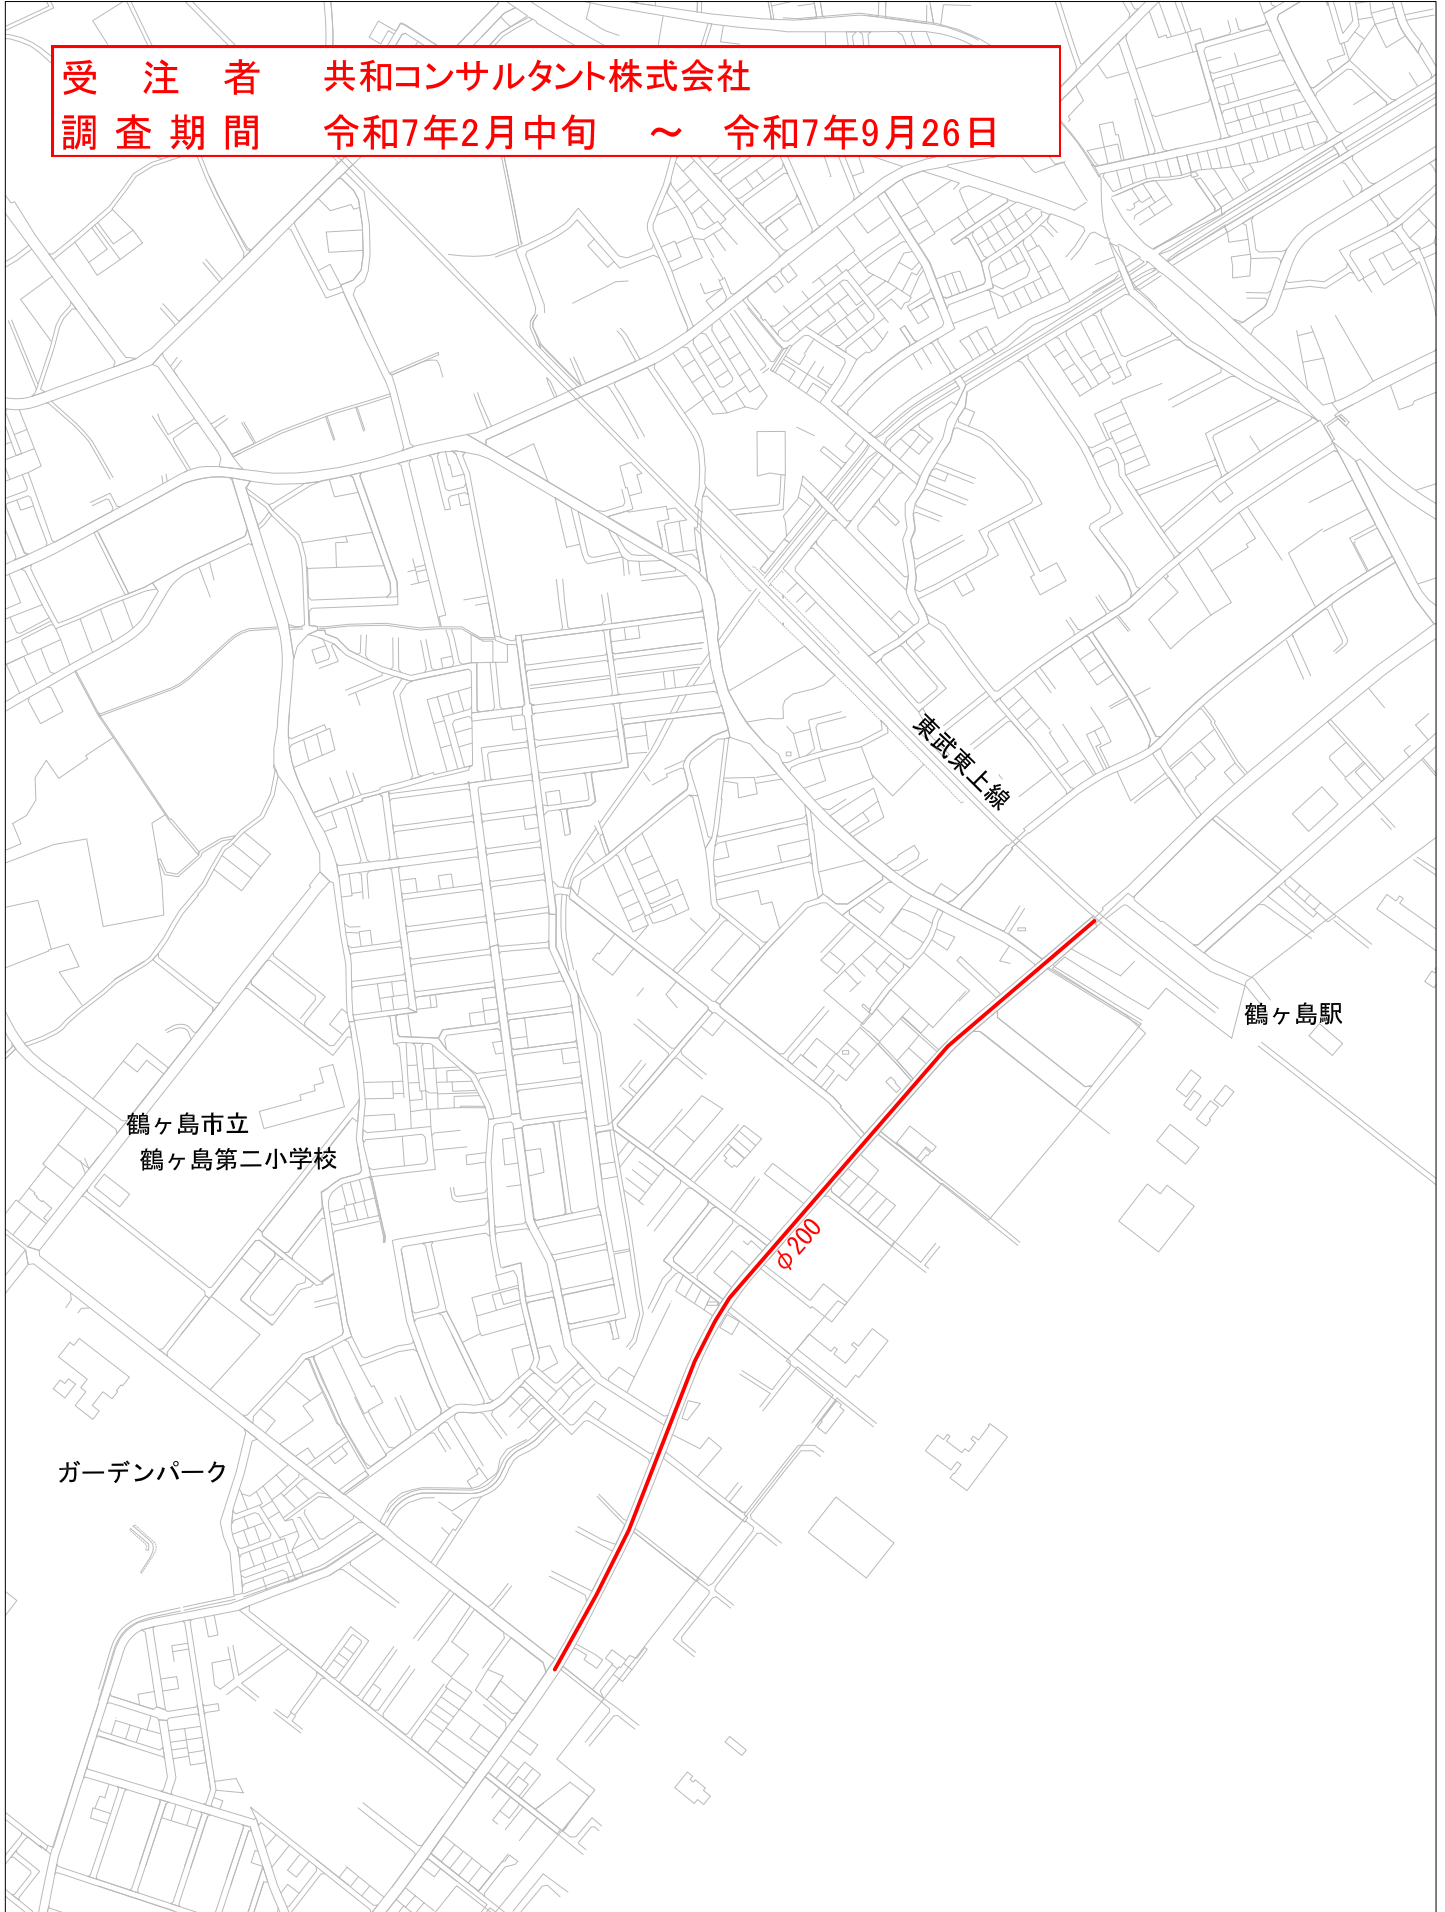 受注者 共和コンサルタント株式会社
調査期間 令和7年2月中旬 ～ 令和7年9月26日
東武東上線
鶴ヶ島駅
鶴ヶ島市立
鶴ヶ島第二小学校
φ200
ガーデンパーク